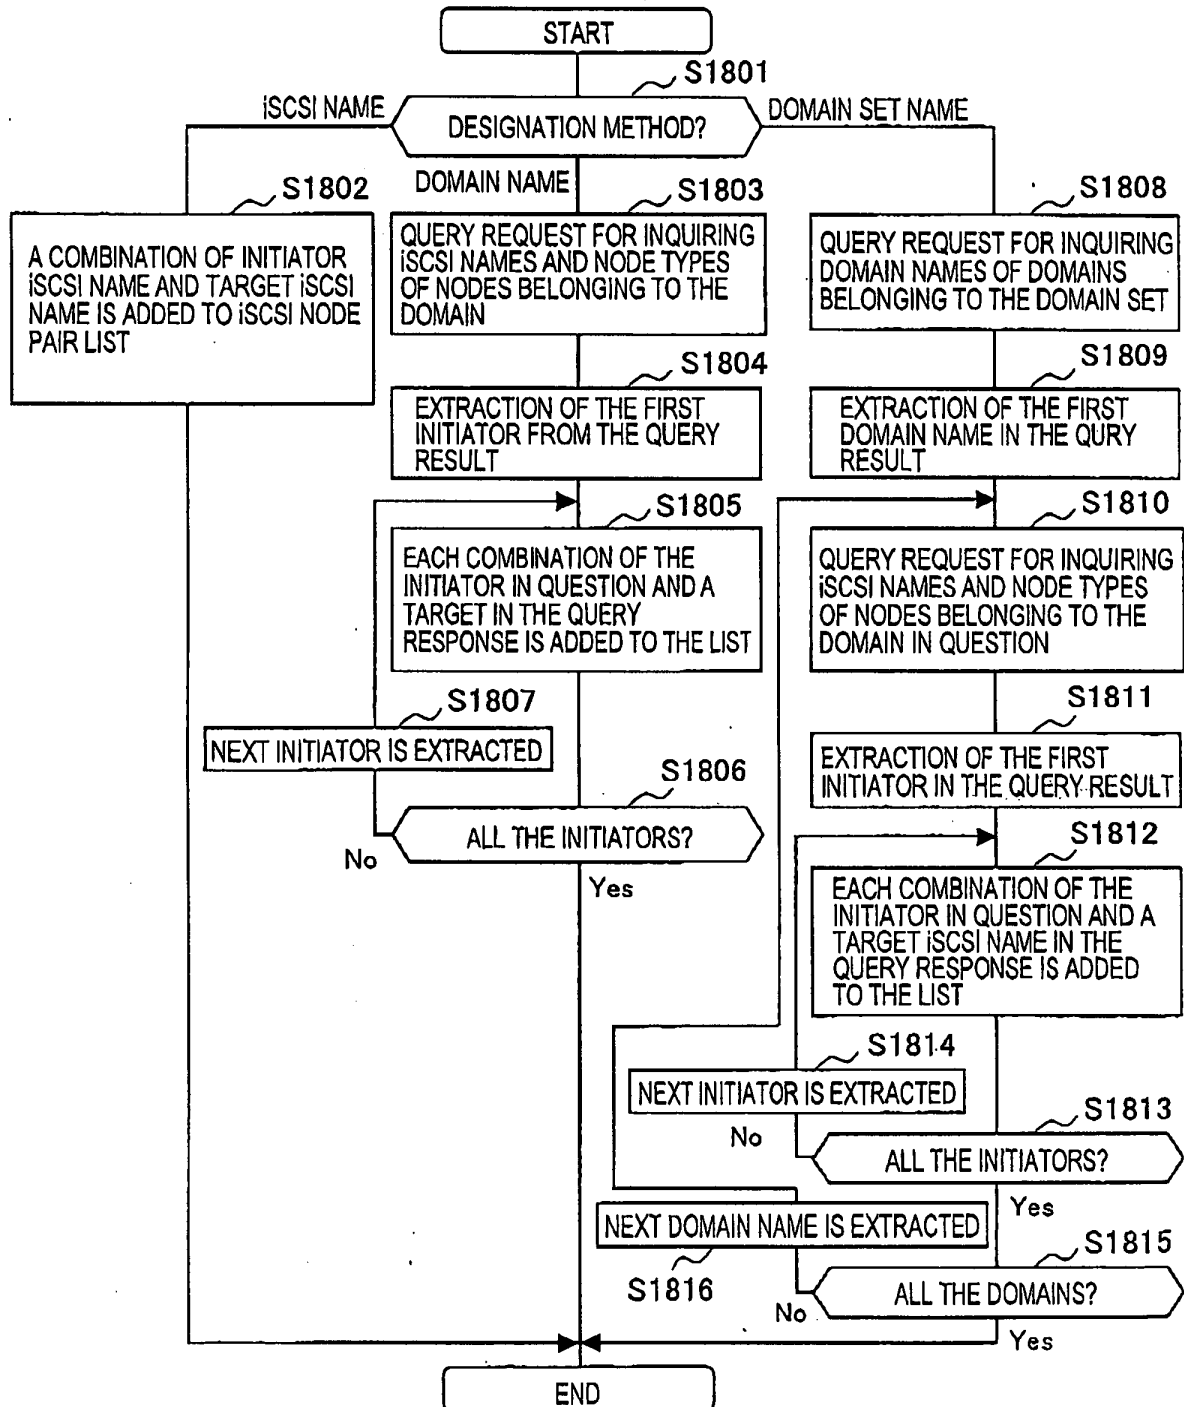 START
S1801
iSCSI NAME
DESIGNATION METHOD?
DOMAIN SET NAME
DOMAIN NAME
S1802
A COMBINATION OF INITIATOR
iSCSI NAME AND TARGET iSCSI
NAME IS ADDED TO iSCSI NODE
PAIR LIST
S1803
QUERY REQUEST FOR INQUIRING
iSCSI NAMES AND NODE TYPES
OF NODES BELONGING TO THE
DOMAIN
S1808
QUERY REQUEST FOR INQUIRING
DOMAIN NAMES OF DOMAINS
BELONGING TO THE DOMAIN SET
S1804
EXTRACTION OF THE FIRST
INITIATOR FROM THE QUERY
RESULT
S1809
EXTRACTION OF THE FIRST
DOMAIN NAME IN THE QURY
RESULT
S1805
EACH COMBINATION OF THE
INITIATOR IN QUESTION AND A
TARGET IN THE QUERY
RESPONSE IS ADDED TO THE LIST
S1810
QUERY REQUEST FOR INQUIRING
iSCSI NAMES AND NODE TYPES
OF NODES BELONGING TO THE
DOMAIN IN QUESTION
S1807
NEXT INITIATOR IS EXTRACTED
S1811
EXTRACTION OF THE FIRST
INITIATOR IN THE QUERY RESULT
S1806
ALL THE INITIATORS?
No
Yes
S1812
EACH COMBINATION OF THE
INITIATOR IN QUESTION AND A
TARGET iSCSI NAME IN THE
QUERY RESPONSE IS ADDED
TO THE LIST
S1814
NEXT INITIATOR IS EXTRACTED
S1813
No
ALL THE INITIATORS?
Yes
NEXT DOMAIN NAME IS EXTRACTED
S1816
S1815
ALL THE DOMAINS?
No
Yes
END